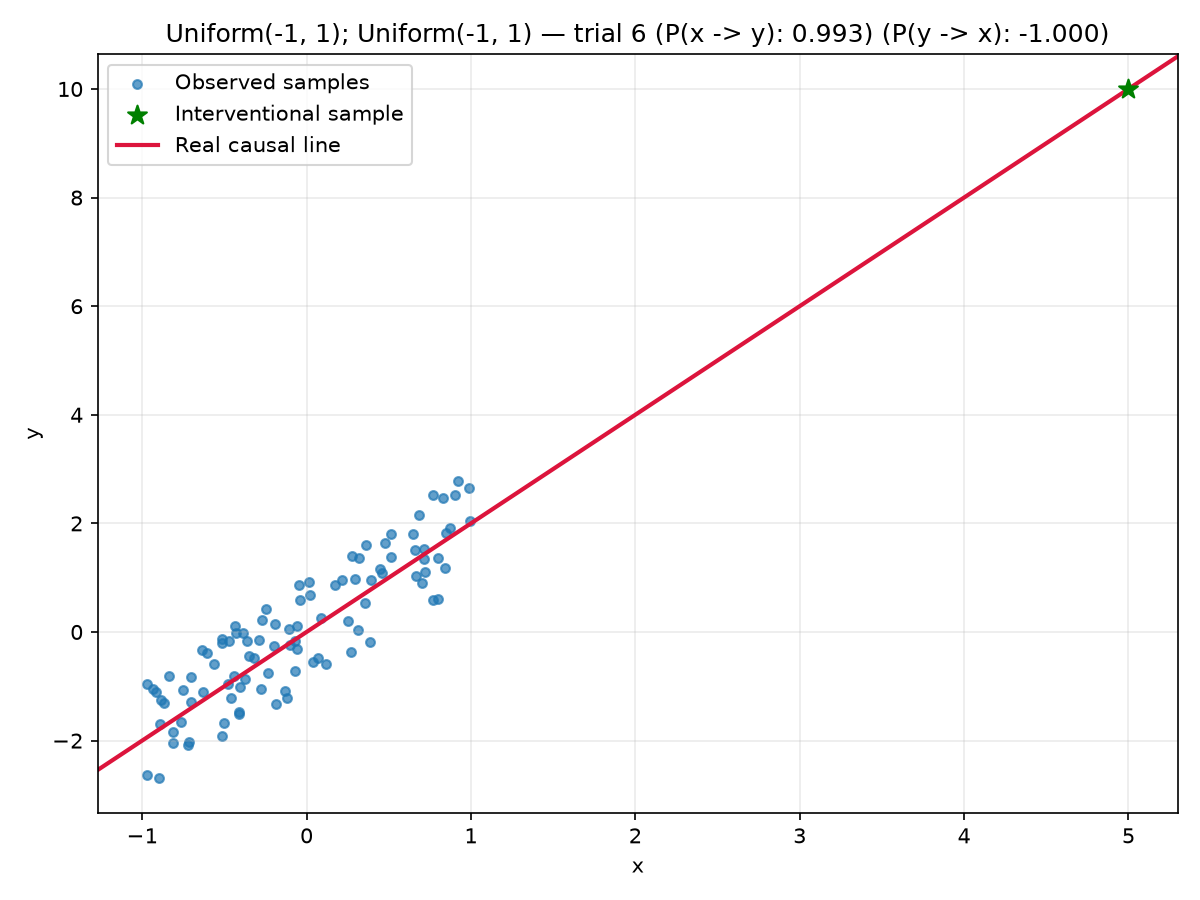 Uniform(-1, 1); Uniform(-1, 1) — trial 6 (P(x -> y): 0.993) (P(y -> x): -1.000)
Observed samples
Interventional sample
Real causal line
10
8
6
4
2
0
−2
y
−1
0
1
2
3
4
5
x